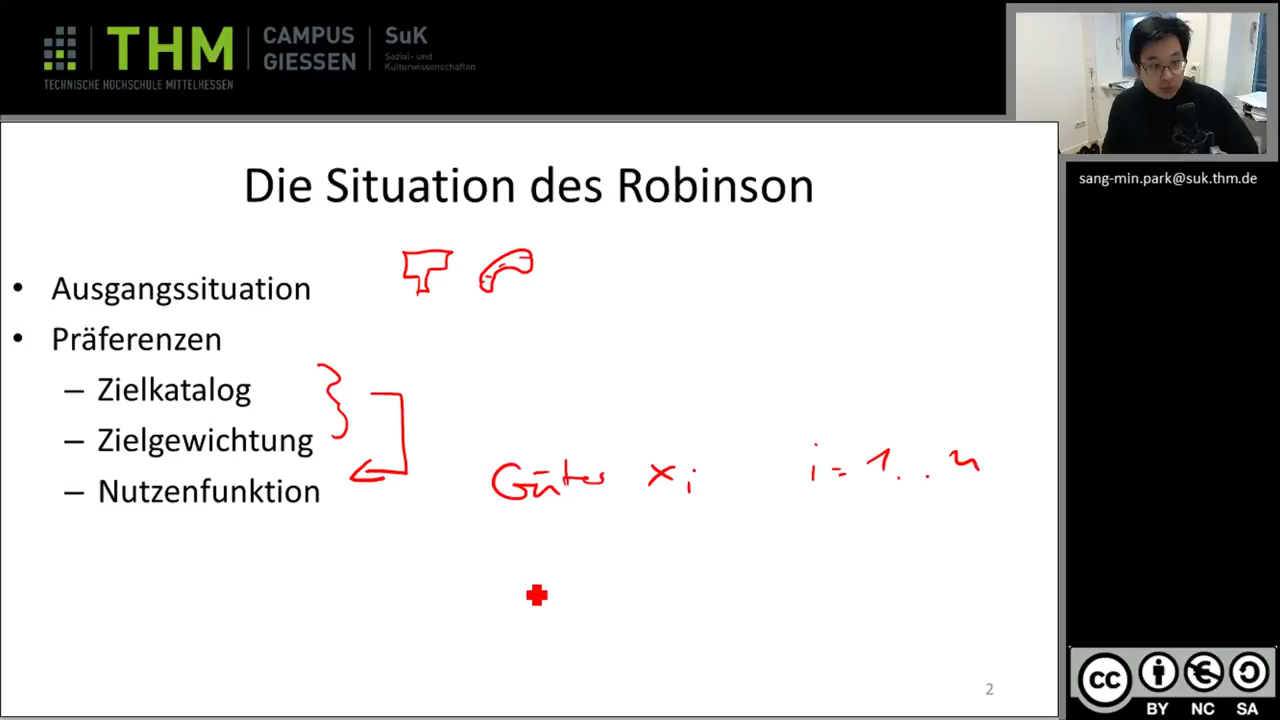 THM
TECHNISCHE HOCHSCHULE MITTELHESSEN
CAMPUS
GIESSEN
SuK
Sozial- und
Kulturwissenschaften
sang-min.park@suk.thm.de
Die Situation des Robinson
• Ausgangssituation
• Präferenzen
– Zielkatalog
– Zielgewichtung
– Nutzenfunktion
Güter xi i = 1 . . n
2
cc
BY NC SA